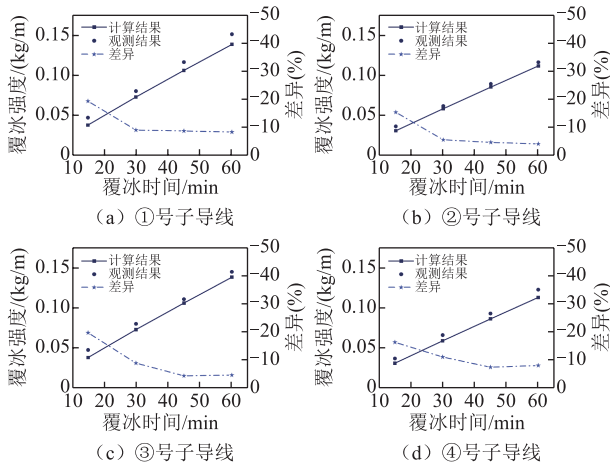 0.15
0.10
0.05
0
覆冰强度/(kg/m)
计算结果
观测结果
差异
−50
−40
−30
−20
−10
0
差异(%)
10 20 30 40 50 60
覆冰时间/min
(a) ①号子导线
0.15
0.10
0.05
0
覆冰强度/(kg/m)
计算结果
观测结果
差异
−50
−40
−30
−20
−10
0
差异(%)
10 20 30 40 50 60
覆冰时间/min
(b) ②号子导线
0.15
0.10
0.05
0
覆冰强度/(kg/m)
计算结果
观测结果
差异
−50
−40
−30
−20
−10
0
差异(%)
10 20 30 40 50 60
覆冰时间/min
(c) ③号子导线
0.15
0.10
0.05
0
覆冰强度/(kg/m)
计算结果
观测结果
差异
−50
−40
−30
−20
−10
0
差异(%)
10 20 30 40 50 60
覆冰时间/min
(d) ④号子导线